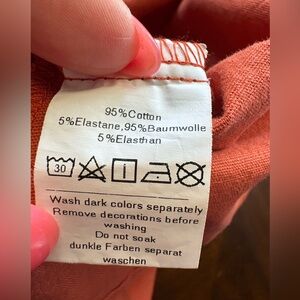 95%Cotton
5%Elastane,95%Baumwolle
5%Elasthan
30
Wash dark colors separately
Remove decorations before
washing
Do not soak
dunkle Farben separat
waschen